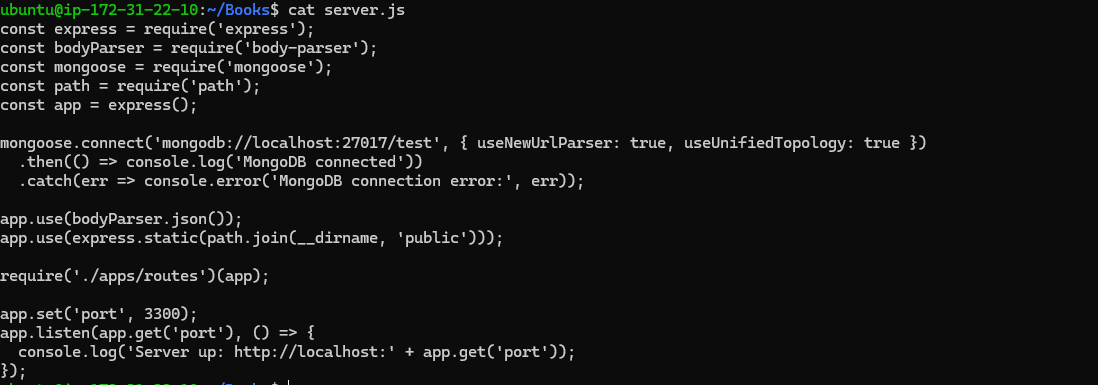 ubuntu@ip-172-31-22-10:~/Books$ cat server.js
const express = require('express');
const bodyParser = require('body-parser');
const mongoose = require('mongoose');
const path = require('path');
const app = express();

mongoose.connect('mongodb://localhost:27017/test', { useNewUrlParser: true, useUnifiedTopology: true })
  .then(() => console.log('MongoDB connected'))
  .catch(err => console.error('MongoDB connection error:', err));

app.use(bodyParser.json());
app.use(express.static(path.join(__dirname, 'public')));

require('./apps/routes')(app);

app.set('port', 3300);
app.listen(app.get('port'), () => {
  console.log('Server up: http://localhost:' + app.get('port'));
});